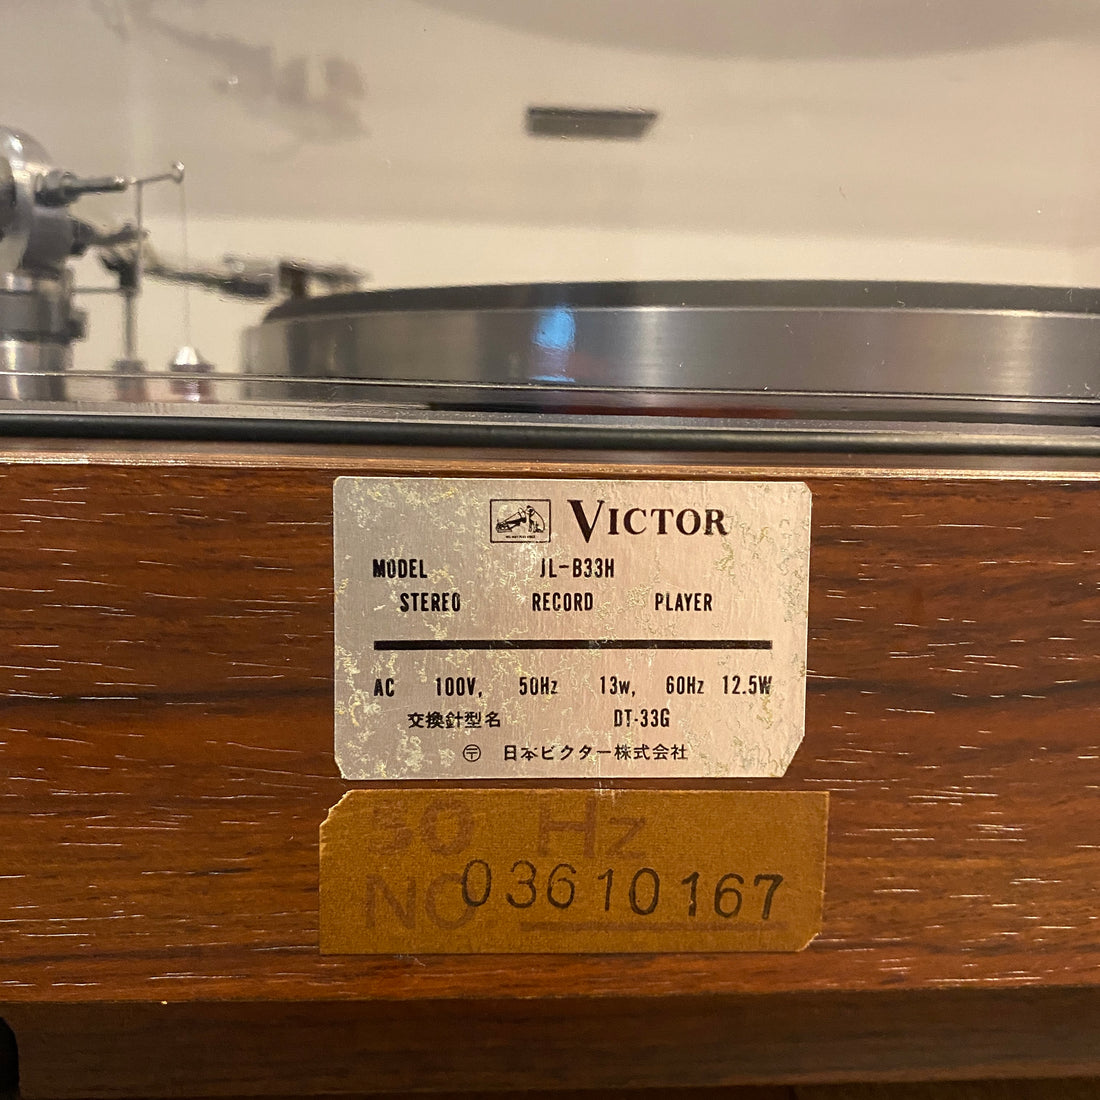 VICTOR
MODEL JL-B33H
STEREO RECORD PLAYER
AC 100V, 50Hz 13w, 60Hz 12.5W
交換針型名 DT-33G
〶 日本ビクター株式会社
50 Hz
NO 03610167